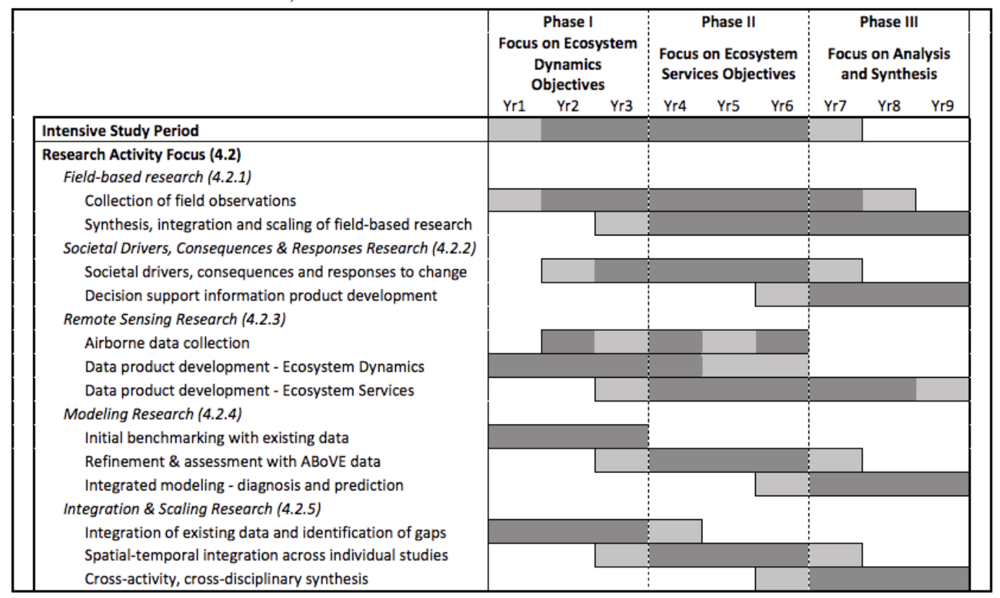 Phase I
Focus on Ecosystem
Dynamics
Objectives
Phase II
Focus on Ecosystem
Services Objectives
Phase III
Focus on Analysis
and Synthesis
Yr1 Yr2 Yr3 Yr4 Yr5 Yr6 Yr7 Yr8 Yr9
Intensive Study Period
Research Activity Focus (4.2)
Field-based research (4.2.1)
Collection of field observations
Synthesis, integration and scaling of field-based research
Societal Drivers, Consequences & Responses Research (4.2.2)
Societal drivers, consequences and responses to change
Decision support information product development
Remote Sensing Research (4.2.3)
Airborne data collection
Data product development - Ecosystem Dynamics
Data product development - Ecosystem Services
Modeling Research (4.2.4)
Initial benchmarking with existing data
Refinement & assessment with ABoVE data
Integrated modeling - diagnosis and prediction
Integration & Scaling Research (4.2.5)
Integration of existing data and identification of gaps
Spatial-temporal integration across individual studies
Cross-activity, cross-disciplinary synthesis